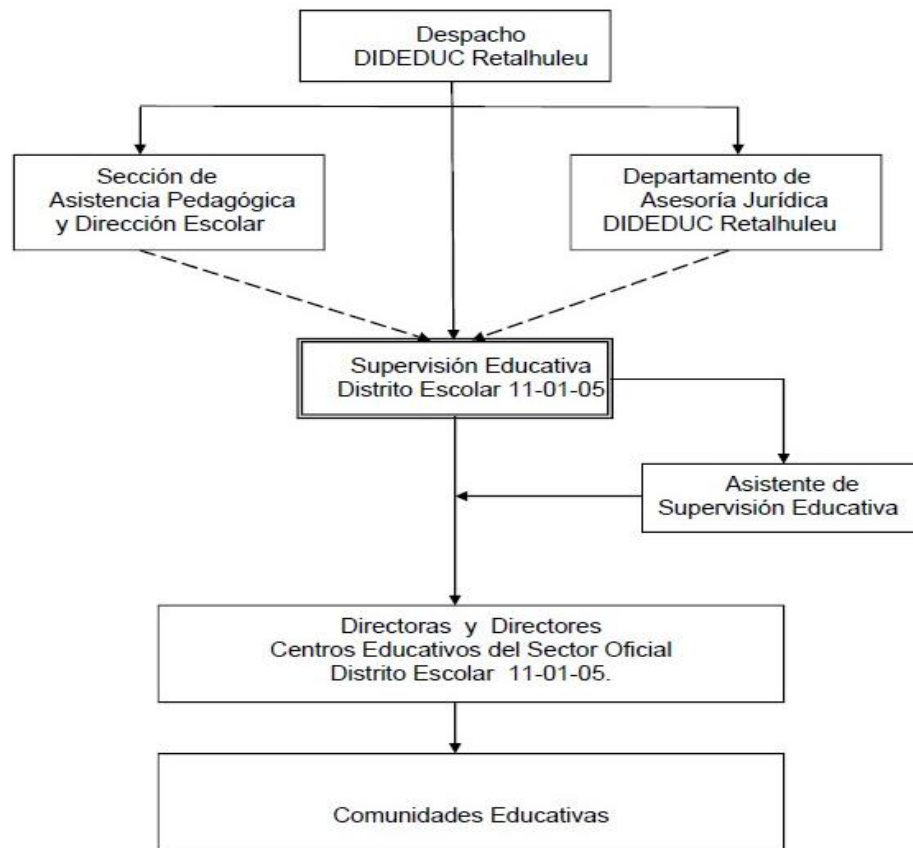 Despacho
DIDEDUC Retalhuleu
Sección de
Asistencia Pedagógica
y Dirección Escolar
Departamento de
Asesoría Jurídica
DIDEDUC Retalhuleu
Supervisión Educativa
Distrito Escolar 11-01-05
Asistente de
Supervisión Educativa
Directoras y Directores
Centros Educativos del Sector Oficial
Distrito Escolar 11-01-05.
Comunidades Educativas